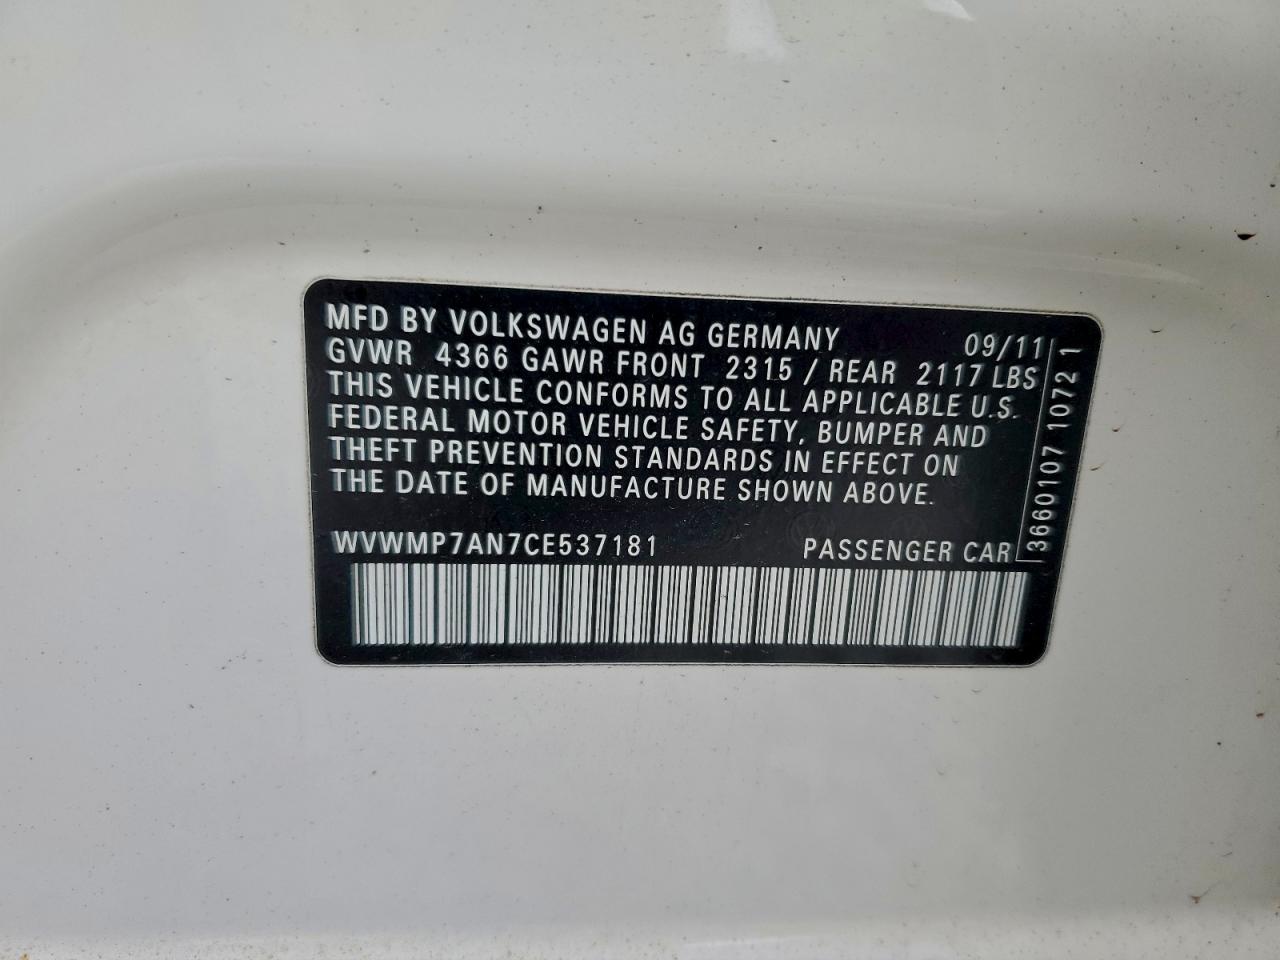 MFD BY VOLKSWAGEN AG GERMANY 09/11
GVWR 4366 GAWR FRONT 2315 / REAR 2117 LBS
THIS VEHICLE CONFORMS TO ALL APPLICABLE U.S.
FEDERAL MOTOR VEHICLE SAFETY, BUMPER AND
THEFT PREVENTION STANDARDS IN EFFECT ON
THE DATE OF MANUFACTURE SHOWN ABOVE.
WVWMP7AN7CE537181 PASSENGER CAR
3660107 10721